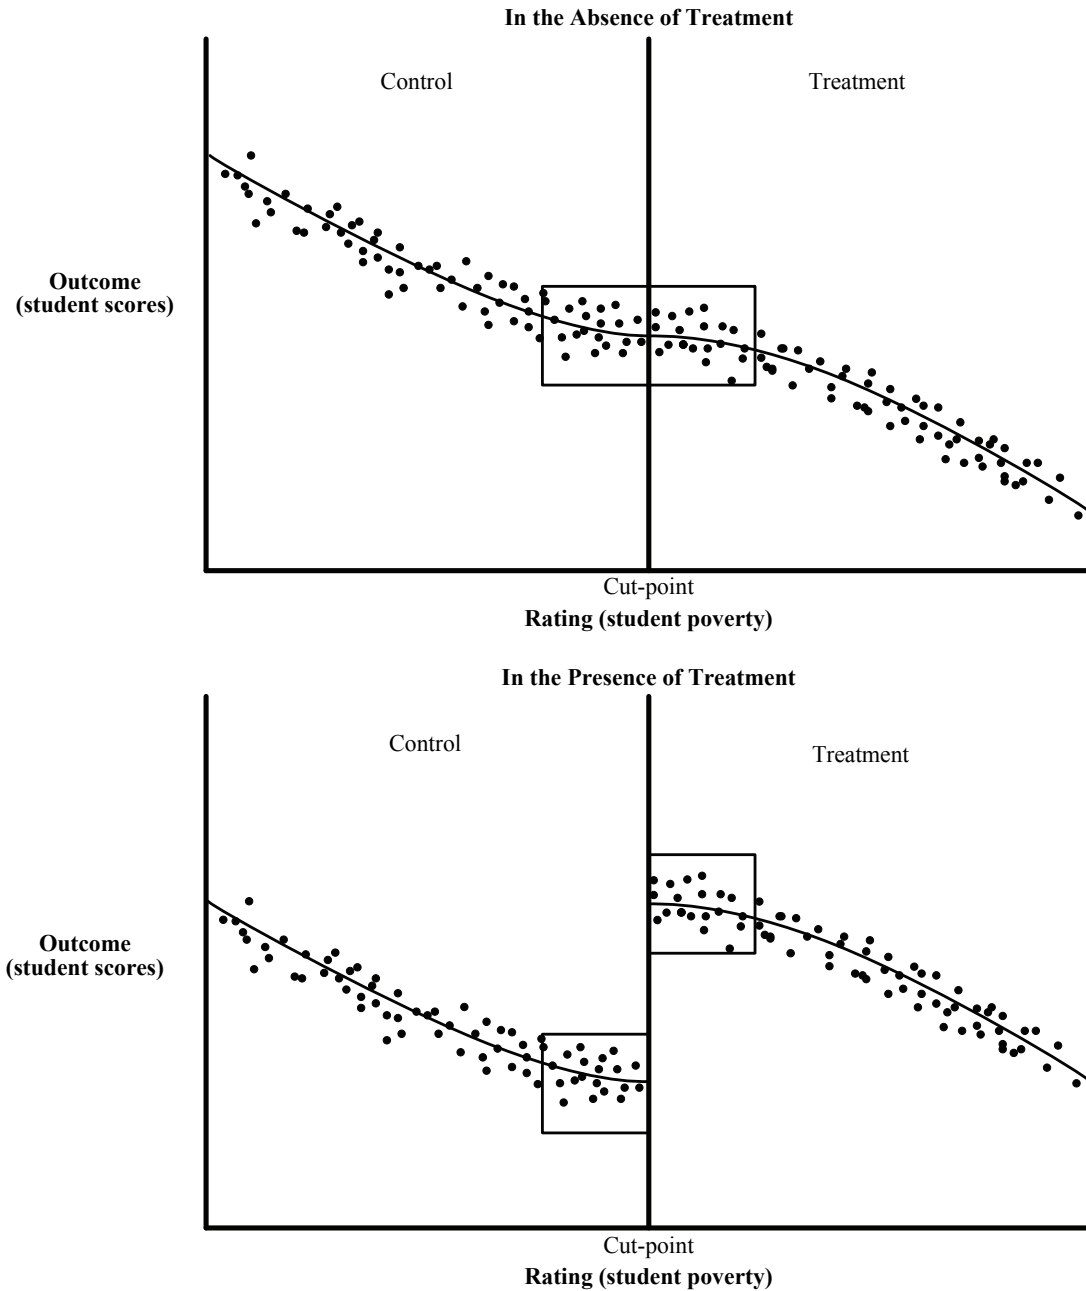 In the Absence of Treatment
Control
Treatment
Outcome
(student scores)
Cut-point
Rating (student poverty)
In the Presence of Treatment
Control
Treatment
Outcome
(student scores)
Cut-point
Rating (student poverty)